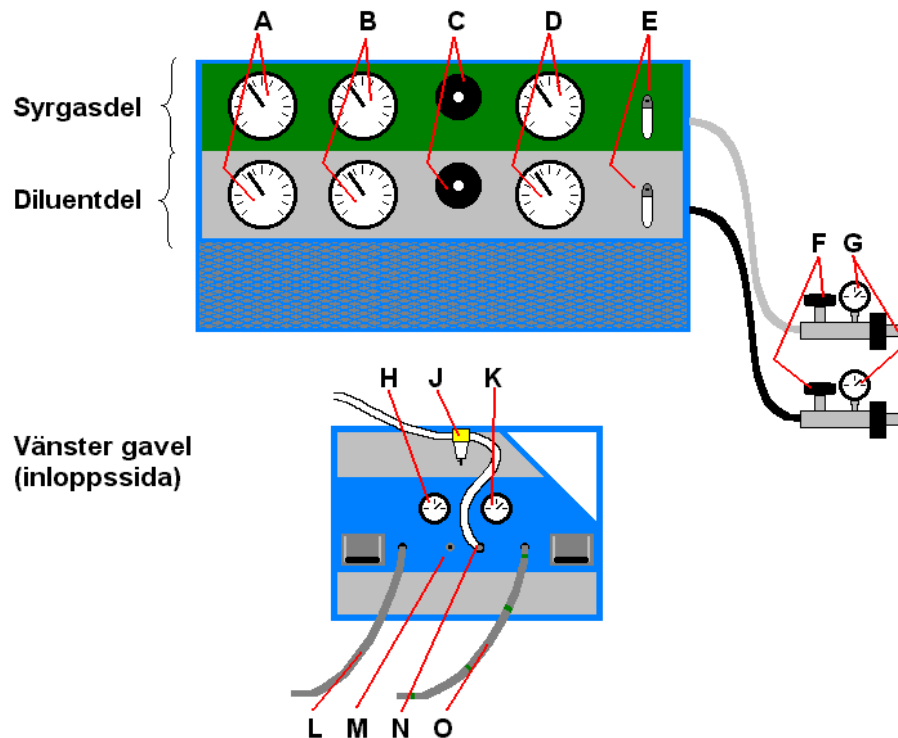 A B C D E
Syrgasdel
Diluentdel
F G
H J K
Vänster gavel
(inloppssida)
L M N O